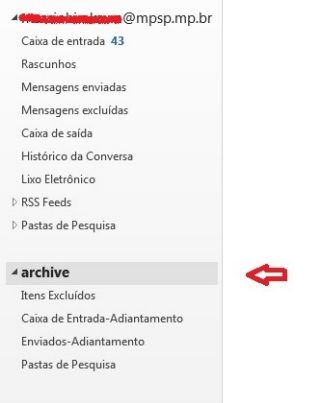 @mpsp.mp.br
Caixa de entrada 43
Rascunhos
Mensagens enviadas
Mensagens excluídas
Caixa de saída
Histórico da Conversa
Lixo Eletrônico
RSS Feeds
Pastas de Pesquisa
archive
Itens Excluídos
Caixa de Entrada-Adiantamento
Enviados-Adiantamento
Pastas de Pesquisa